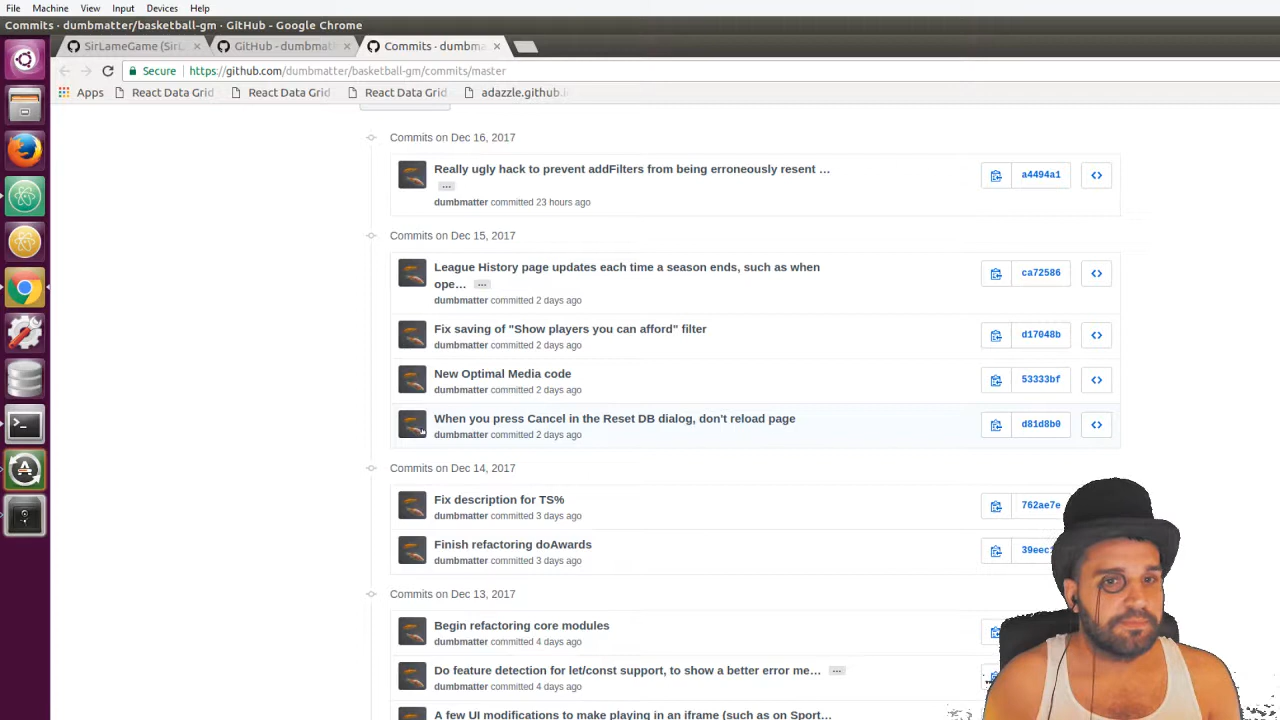 File Machine View Input Devices Help
Commits · dumbmatter/basketball-gm · GitHub - Google Chrome
SirLameGame (SirL GitHub - dumbmatt Commits · dumbma
Secure https://github.com/dumbmatter/basketball-gm/commits/master
Apps React Data Grid React Data Grid React Data Grid adazzle.github.i
Commits on Dec 16, 2017
Really ugly hack to prevent addFilters from being erroneously resent … a4494a1
…
dumbmatter committed 23 hours ago
Commits on Dec 15, 2017
League History page updates each time a season ends, such as when ca72586
ope… …
dumbmatter committed 2 days ago
Fix saving of "Show players you can afford" filter d17048b
dumbmatter committed 2 days ago
New Optimal Media code 53333bf
dumbmatter committed 2 days ago
When you press Cancel in the Reset DB dialog, don't reload page d81d8b0
dumbmatter committed 2 days ago
Commits on Dec 14, 2017
Fix description for TS% 762ae7e
dumbmatter committed 3 days ago
Finish refactoring doAwards 39eec
dumbmatter committed 3 days ago
Commits on Dec 13, 2017
Begin refactoring core modules
dumbmatter committed 4 days ago
Do feature detection for let/const support, to show a better error me… …
dumbmatter committed 4 days ago
A few UI modifications to make playing in an iframe (such as on Sport…